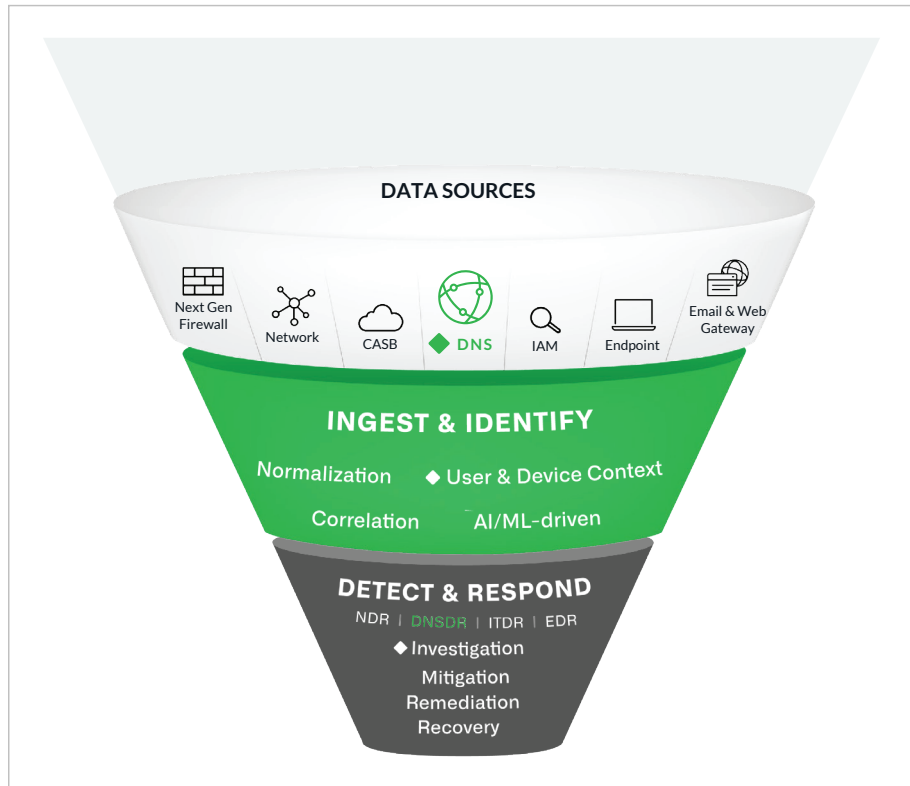 DATA SOURCES
Next Gen
Firewall
Network
CASB
DNS
IAM
Endpoint
Email & Web
Gateway
INGEST & IDENTIFY
Normalization
User & Device Context
Correlation
AI/ML-driven
DETECT & RESPOND
NDR | DNSDR | ITDR | EDR
Investigation
Mitigation
Remediation
Recovery